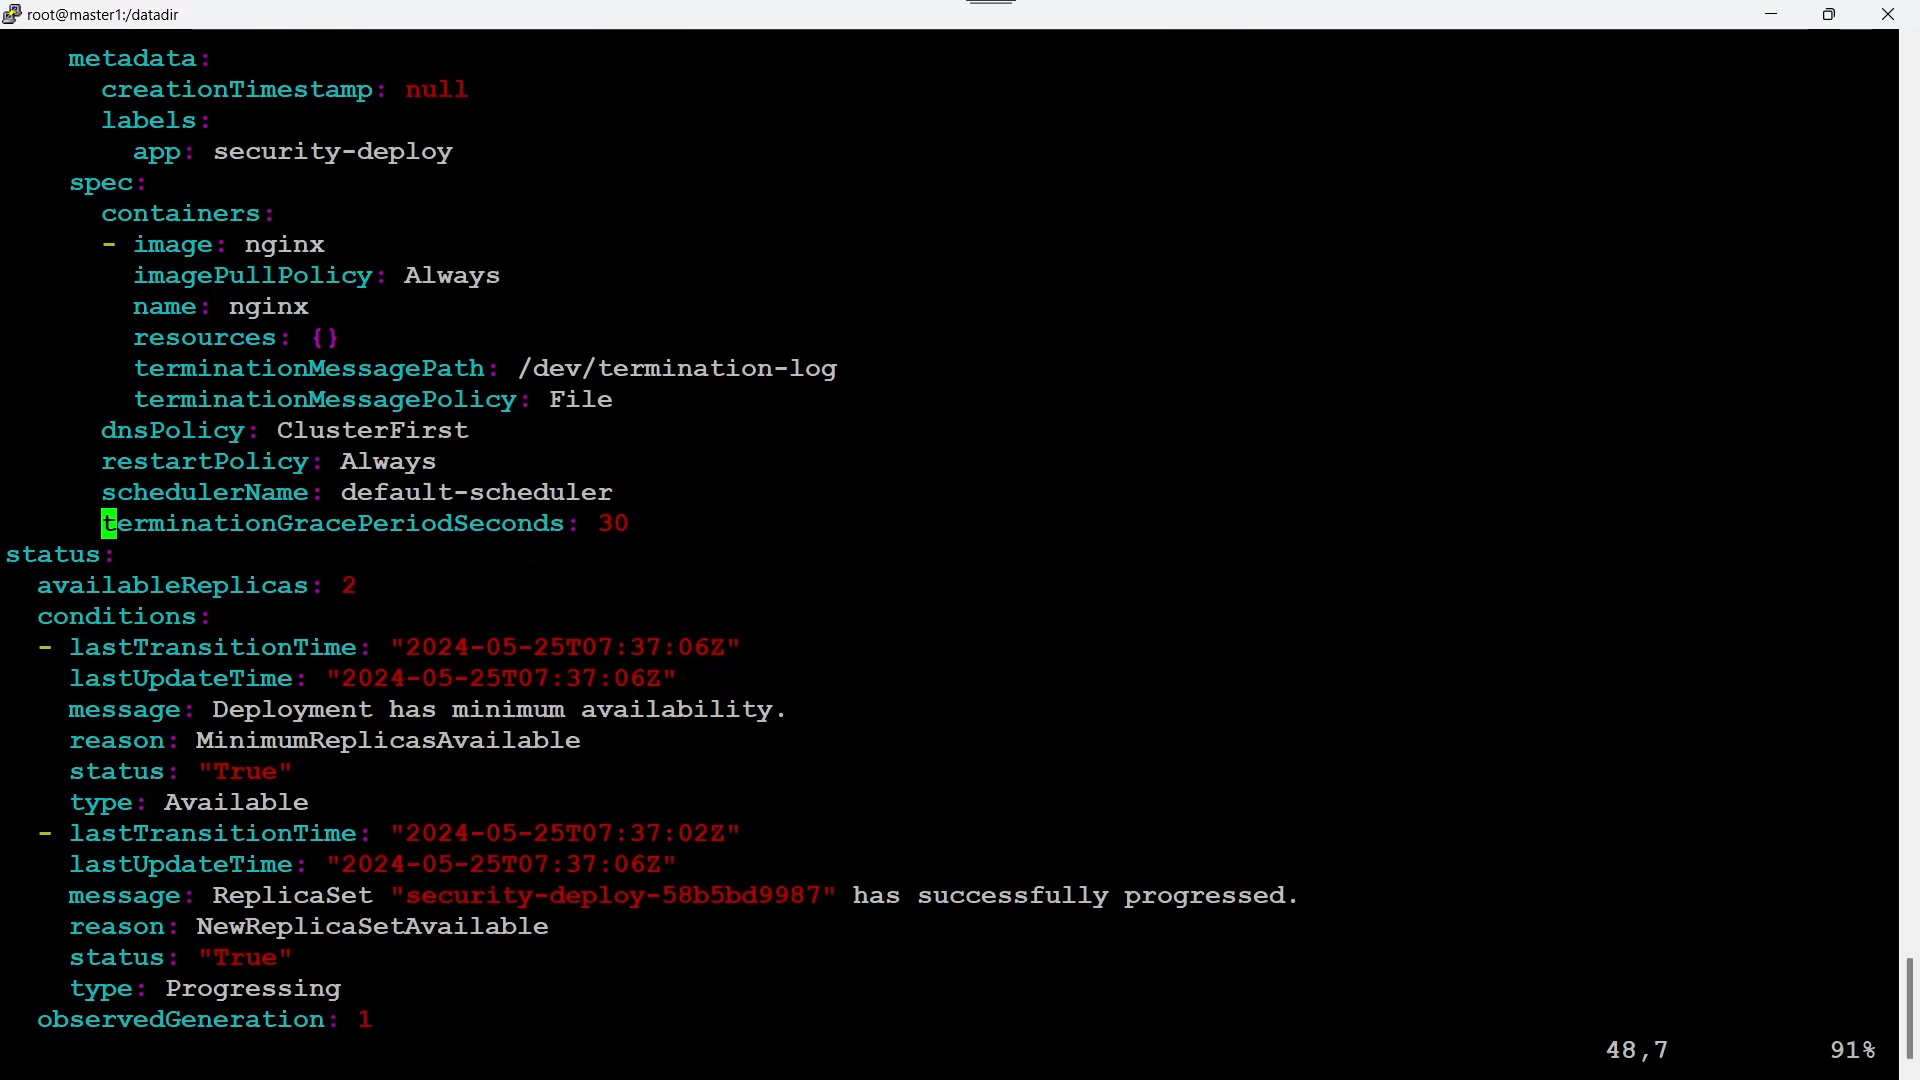 root@master1:/datadir
metadata:
creationTimestamp: null
labels:
app: security-deploy
spec:
containers:
- image: nginx
imagePullPolicy: Always
name: nginx
resources: {}
terminationMessagePath: /dev/termination-log
terminationMessagePolicy: File
dnsPolicy: ClusterFirst
restartPolicy: Always
schedulerName: default-scheduler
terminationGracePeriodSeconds: 30
status:
availableReplicas: 2
conditions:
- lastTransitionTime: "2024-05-25T07:37:06Z"
lastUpdateTime: "2024-05-25T07:37:06Z"
message: Deployment has minimum availability.
reason: MinimumReplicasAvailable
status: "True"
type: Available
- lastTransitionTime: "2024-05-25T07:37:02Z"
lastUpdateTime: "2024-05-25T07:37:06Z"
message: ReplicaSet "security-deploy-58b5bd9987" has successfully progressed.
reason: NewReplicaSetAvailable
status: "True"
type: Progressing
observedGeneration: 1
48,7 91%